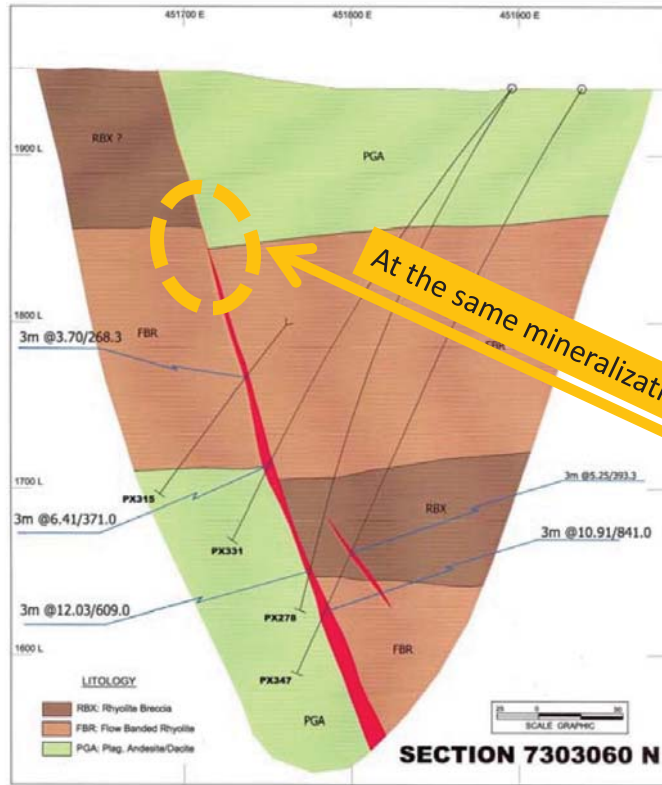 451700 E
451800 E
451900 E
1900 L
RBX ?
PGA
At the same mineralizati
1800 L
FBR
3m @3.70/268.3
1700 L
3m @5.25/393.3
PX315
RBX
3m @6.41/371.0
PX331
3m @10.91/841.0
3m @12.03/609.0
PX278
1600 L
FBR
PX347
LITOLOGY
RBX: Rhyolite Breccia
FBR: Flow Banded Rhyolite
PGA: Plag. Andesite/Dacite
PGA
25 0 50
SCALE GRAPHIC
SECTION 7303060 N